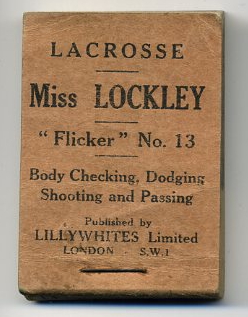 LACROSSE
Miss LOCKLEY
"Flicker" No. 13
Body Checking, Dodging
Shooting and Passing
Published by
LILLYWHITES Limited
LONDON - S.W.1